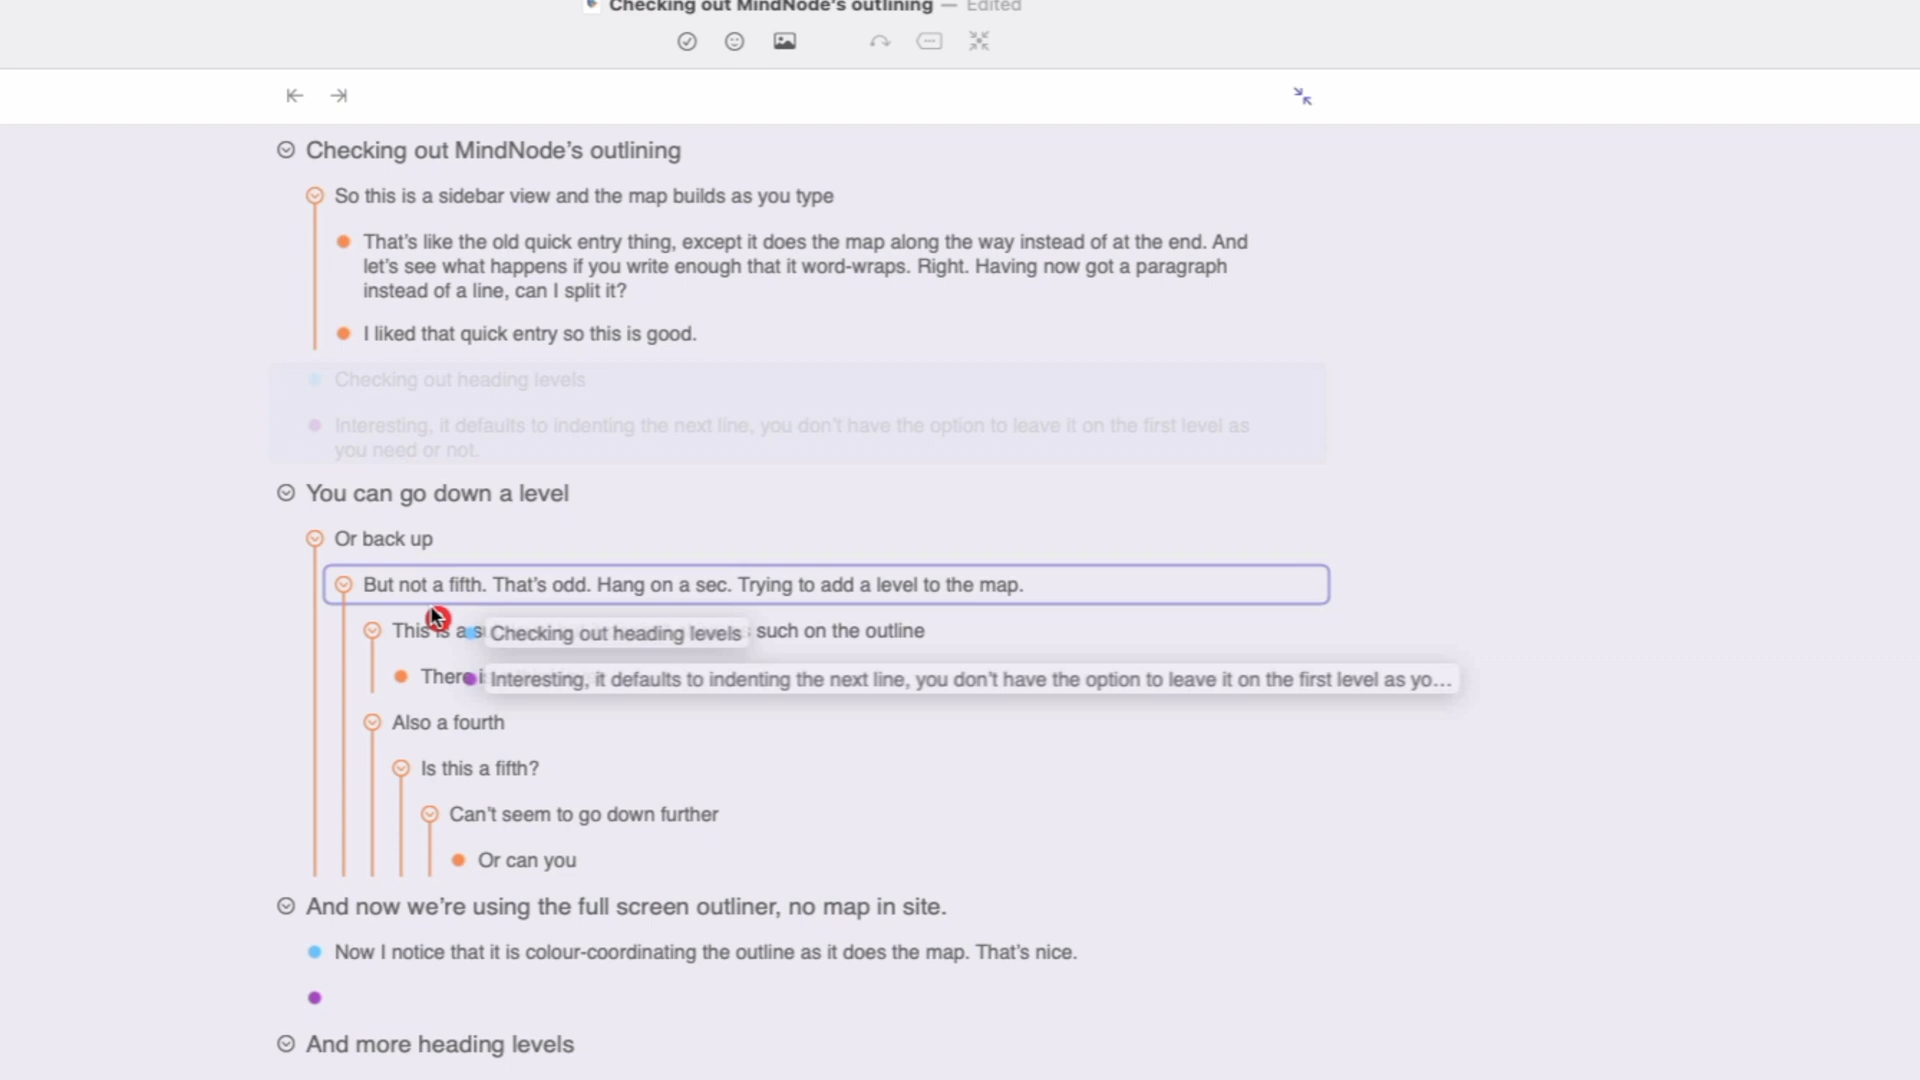 Checking out MindNode's outlining — Edited
Checking out MindNode's outlining
So this is a sidebar view and the map builds as you type
That's like the old quick entry thing, except it does the map along the way instead of at the end. And
let's see what happens if you write enough that it word-wraps. Right. Having now got a paragraph
instead of a line, can I split it?
I liked that quick entry so this is good.
Checking out heading levels
Interesting, it defaults to indenting the next line, you don't have the option to leave it on the first level as
you need or not.
You can go down a level
Or back up
But not a fifth. That's odd. Hang on a sec. Trying to add a level to the map.
This is a such on the outline
Checking out heading levels
There
Interesting, it defaults to indenting the next line, you don't have the option to leave it on the first level as yo...
Also a fourth
Is this a fifth?
Can't seem to go down further
Or can you
And now we're using the full screen outliner, no map in site.
Now I notice that it is colour-coordinating the outline as it does the map. That's nice.
And more heading levels